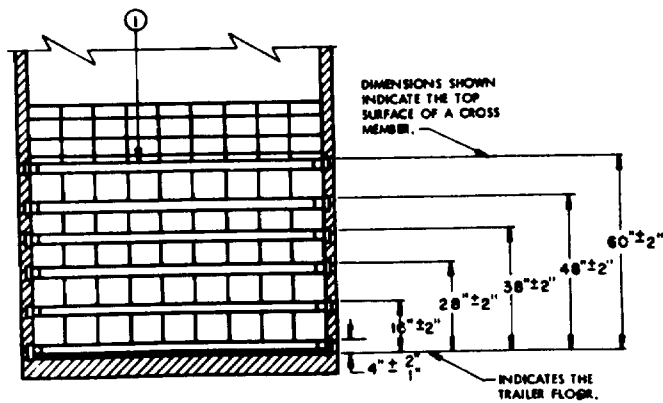 1
DIMENSIONS SHOWN
INDICATE THE TOP
SURFACE OF A CROSS
MEMBER.
60"±2"
48"±2"
38"±2"
28"±2"
16"±2"
4" ± 2"
1"
INDICATES THE
TRAILER FLOOR.